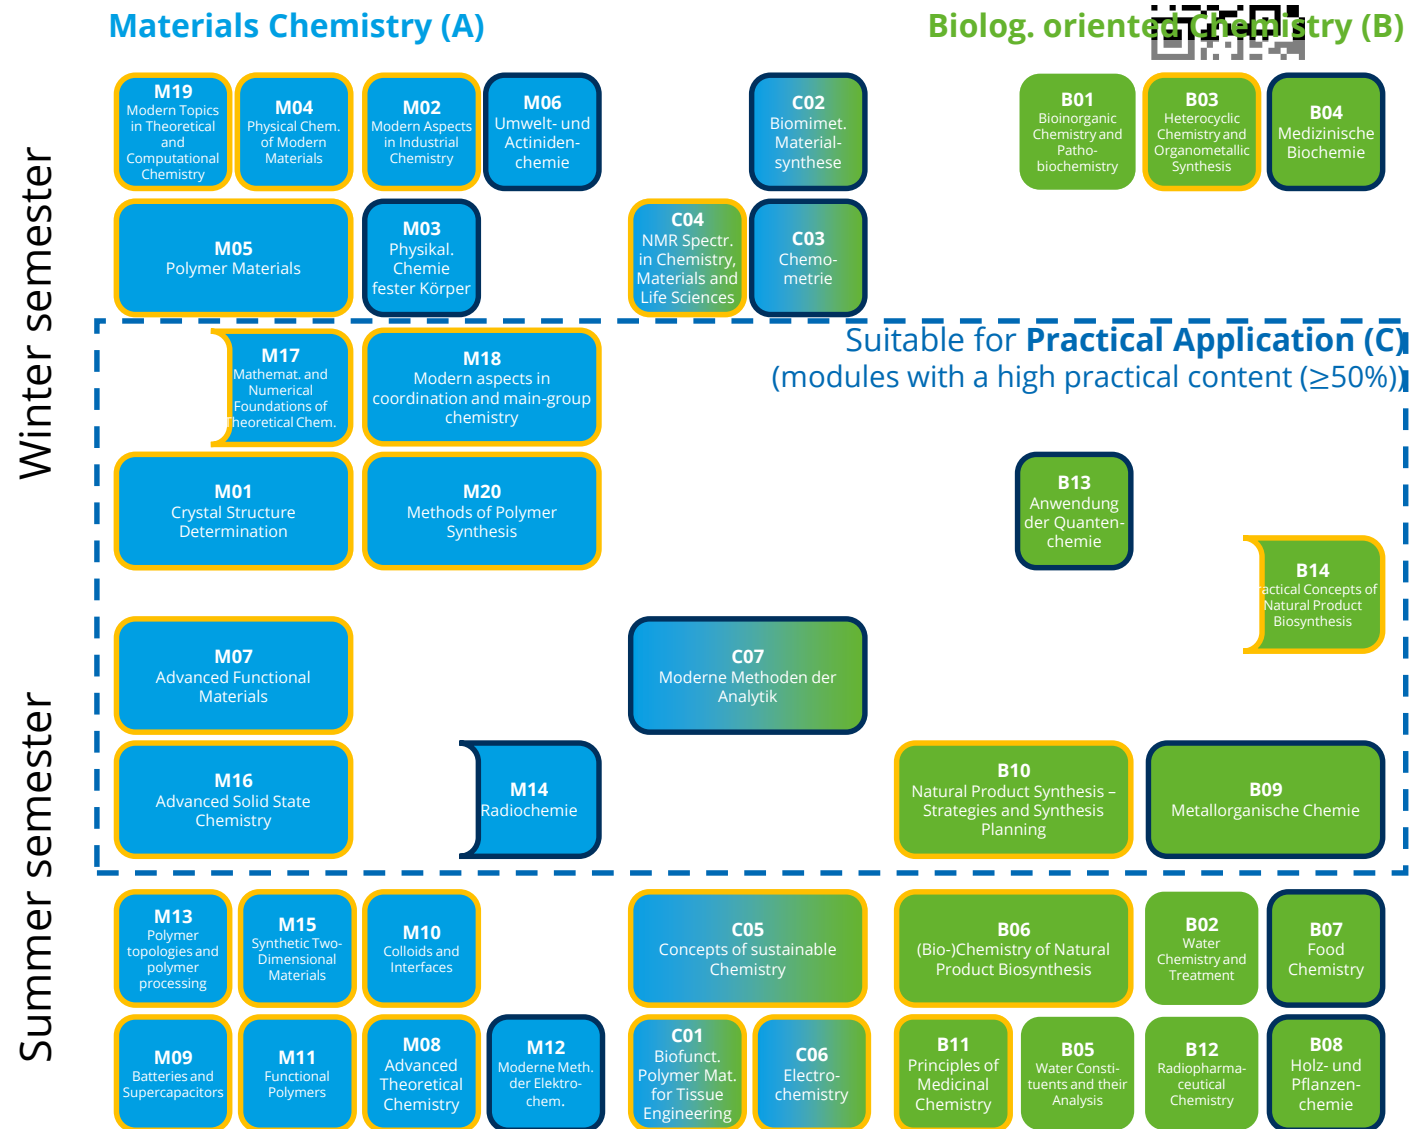 Materials Chemistry (A)
Biolog. oriented Chemistry (B)
Winter semester
M19
Modern Topics
in Theoretical
and
Computational
Chemistry
M04
Physical Chem.
of Modern
Materials
M02
Modern Aspects
in Industrial
Chemistry
M06
Umwelt- und
Actiniden-
chemie
C02
Biomimet.
Material-
synthese
B01
Bioinorganic
Chemistry and
Patho-
biochemistry
B03
Heterocyclic
Chemistry and
Organometallic
Synthesis
B04
Medizinische
Biochemie
M05
Polymer Materials
M03
Physikal.
Chemie
fester Körper
C04
NMR Spectr.
in Chemistry,
Materials and
Life Sciences
C03
Chemo-
metrie
Suitable for Practical Application (C)
(modules with a high practical content (≥50%))
M17
Mathemat. and
Numerical
Foundations of
Theoretical Chem.
M18
Modern aspects in
coordination and main-group
chemistry
M01
Crystal Structure
Determination
M20
Methods of Polymer
Synthesis
B13
Anwendung
der Quanten-
chemie
B14
Practical Concepts of
Natural Product
Biosynthesis
Summer semester
M07
Advanced Functional
Materials
C07
Moderne Methoden der
Analytik
M16
Advanced Solid State
Chemistry
M14
Radiochemie
B10
Natural Product Synthesis –
Strategies and Synthesis
Planning
B09
Metallorganische Chemie
M13
Polymer
topologies and
polymer
processing
M15
Synthetic Two-
Dimensional
Materials
M10
Colloids and
Interfaces
C05
Concepts of sustainable
Chemistry
B06
(Bio-)Chemistry of Natural
Product Biosynthesis
B02
Water
Chemistry and
Treatment
B07
Food
Chemistry
M09
Batteries and
Supercapacitors
M11
Functional
Polymers
M08
Advanced
Theoretical
Chemistry
M12
Moderne Meth.
der Elektro-
chem.
C01
Biofunct.
Polymer Mat.
for Tissue
Engineering
C06
Electro-
chemistry
B11
Principles of
Medicinal
Chemistry
B05
Water Consti-
tuents and their
Analysis
B12
Radiopharma-
ceutical
Chemistry
B08
Holz- und
Pflanzen-
chemie